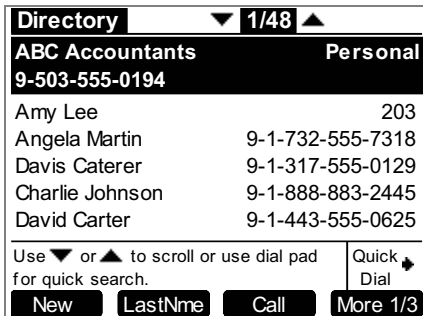 Directory ▼ 1/48 ▲
ABC Accountants Personal
9-503-555-0194
Amy Lee 203
Angela Martin 9-1-732-555-7318
Davis Caterer 9-1-317-555-0129
Charlie Johnson 9-1-888-883-2445
David Carter 9-1-443-555-0625
Use ▼ or ▲ to scroll or use dial pad
for quick search.
Quick
Dial
New LastNme Call More 1/3